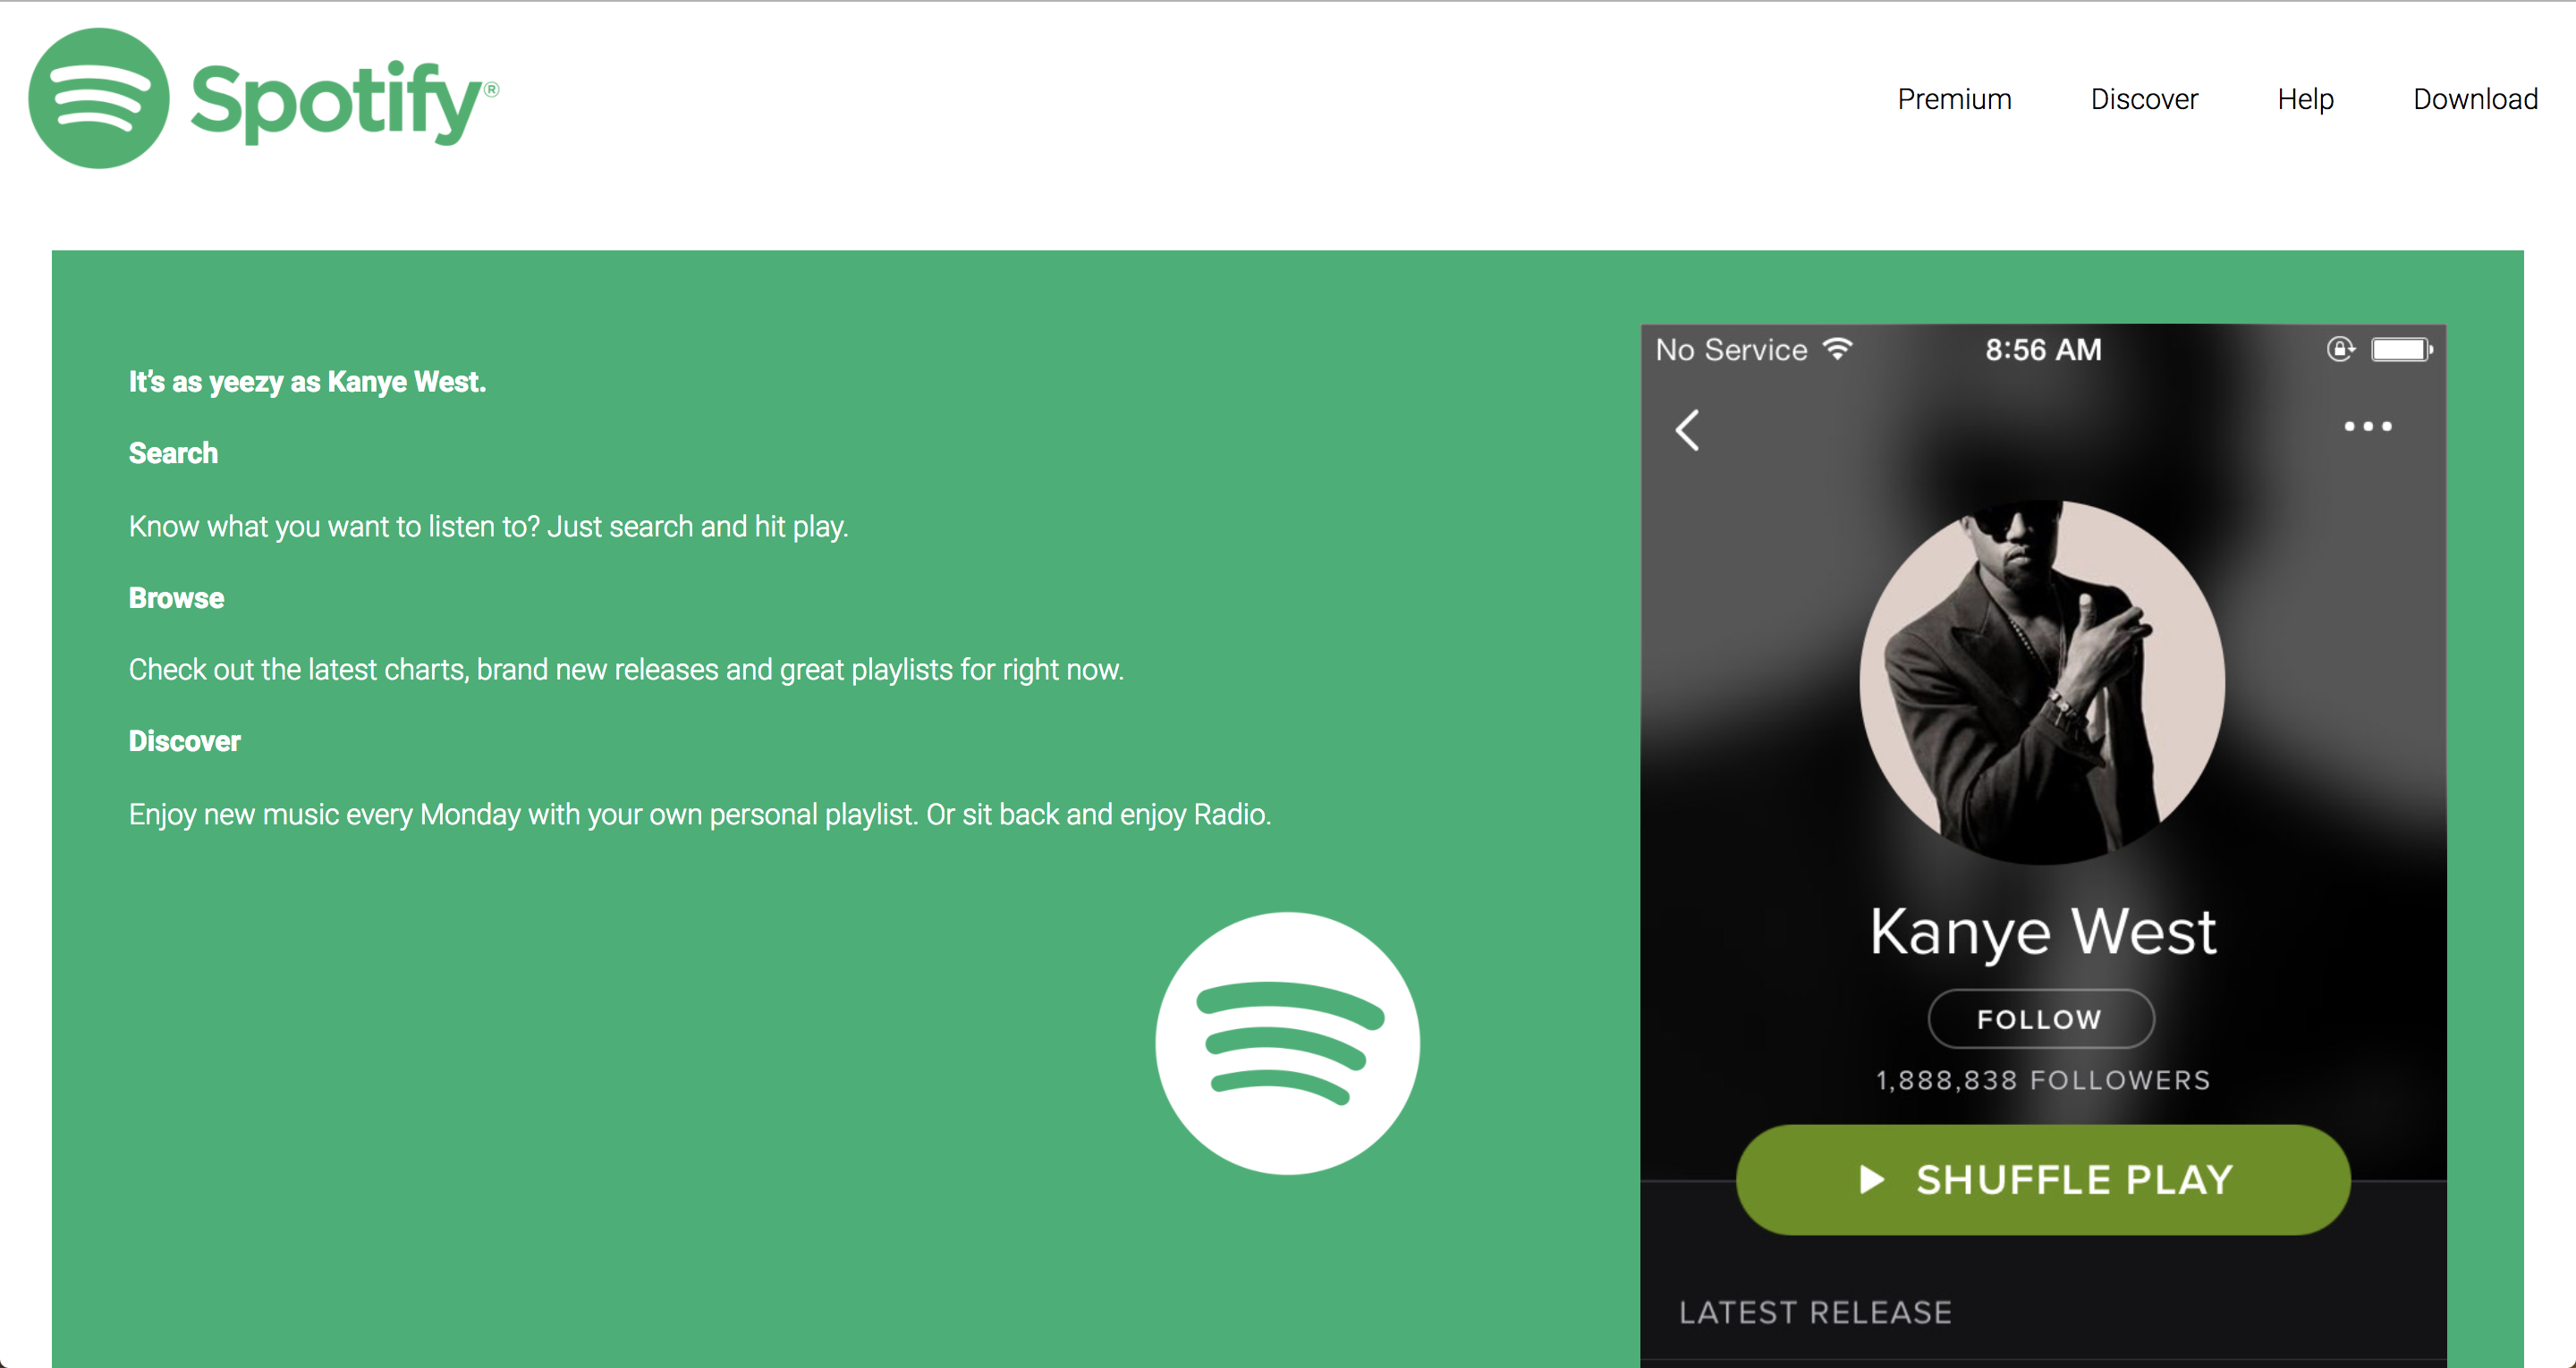 Spotify®
Premium Discover Help Download
It’s as yeezy as Kanye West.
Search
Know what you want to listen to? Just search and hit play.
Browse
Check out the latest charts, brand new releases and great playlists for right now.
Discover
Enjoy new music every Monday with your own personal playlist. Or sit back and enjoy Radio.
No Service 8:56 AM
Kanye West
FOLLOW
1,888,838 FOLLOWERS
SHUFFLE PLAY
LATEST RELEASE